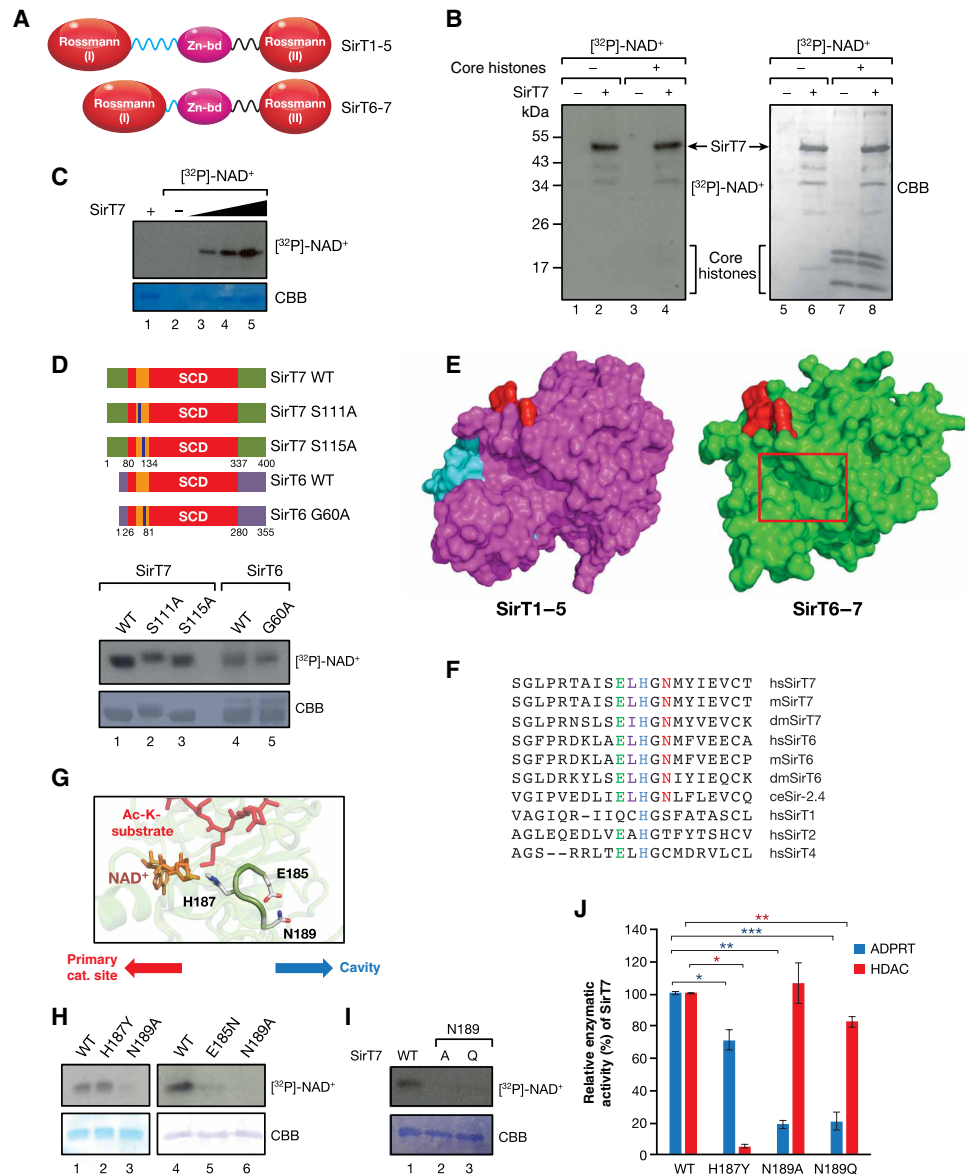 A
Rossmann (I)
Zn-bd
Rossmann (II)
SirT1-5
Rossmann (I)
Zn-bd
Rossmann (II)
SirT6-7
B
[³²P]-NAD⁺
[³²P]-NAD⁺
Core histones
– +
– +
SirT7
– + – +
– + – +
kDa
55
43
34
26
17
SirT7
[³²P]-NAD⁺
CBB
Core histones
1 2 3 4
5 6 7 8
C
[³²P]-NAD⁺
SirT7 + –
[³²P]-NAD⁺
CBB
1 2 3 4 5
D
SCD SirT7 WT
SCD SirT7 S111A
SCD SirT7 S115A
1 80 134 337 400
SCD SirT6 WT
SCD SirT6 G60A
1 26 81 280 355
SirT7 SirT6
WT S111A S115A WT G60A
[³²P]-NAD⁺
CBB
1 2 3 4 5
E
SirT1–5
SirT6–7
F
SGLPRTAISELHGNMYIEVCT hsSirT7
SGLPRTAISELHGNMYIEVCT mSirT7
SGLPRNSLSEIHGNMYVEVCK dmSirT7
SGFPRDKLAELHGNMFVEECA hsSirT6
SGFPRDKLAELHGNMFVEECP mSirT6
SGLDRKYLSELHGNIYIEQCK dmSirT6
VGIPVEDLIELHGNLFLEVCQ ceSir-2.4
VAGIQR-IIQCHGSFATASCL hsSirT1
AGLEQEDLVEAHGTFYTSHCV hsSirT2
AGS--RRLTELHGCMDRVLCL hsSirT4
G
Ac-K-
substrate
NAD⁺
H187
E185
N189
Primary
cat. site
Cavity
H
WT H187Y N189A WT E185N N189A
[³²P]-NAD⁺
CBB
1 2 3 4 5 6
I
N189
SirT7 WT A Q
[³²P]-NAD⁺
CBB
1 2 3
J
Relative enzymatic
activity (%) of SirT7
140
120
100
80
60
40
20
0
**
***
**
*
*
ADPRT
HDAC
WT H187Y N189A N189Q